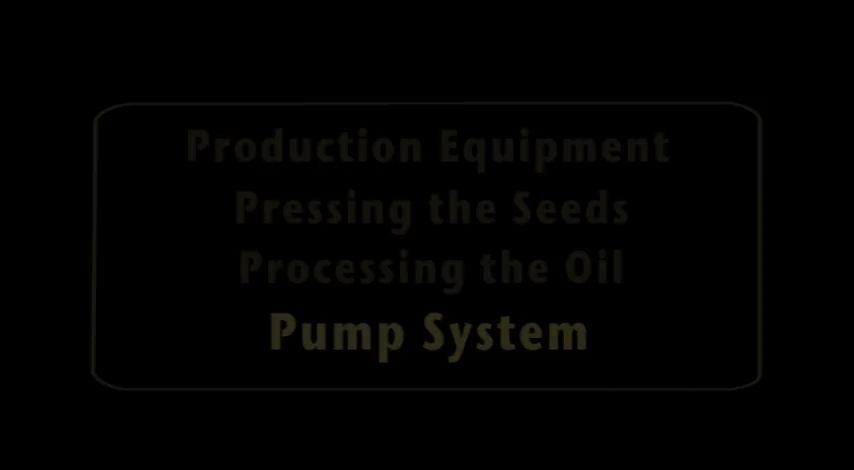 Production Equipment
Pressing the Seeds
Processing the Oil
Pump System